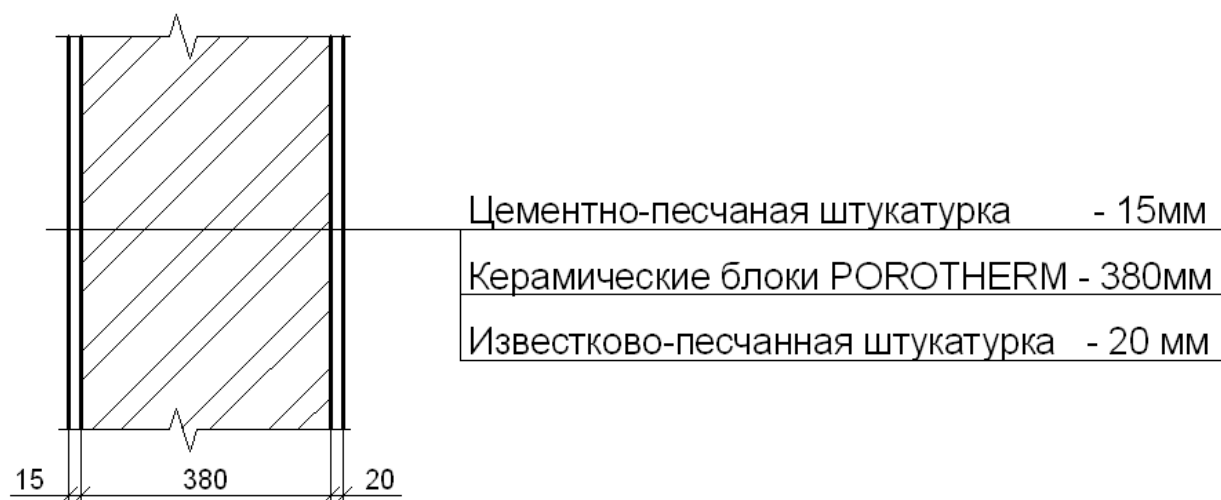 Цементно-песчаная штукатурка - 15мм
Керамические блоки POROTHERM - 380мм
Известково-песчанная штукатурка - 20 мм
15 380 20